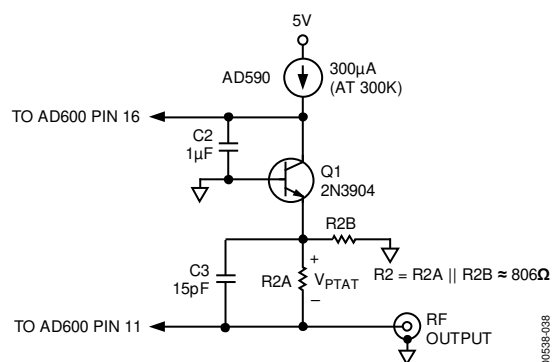 5V
AD590
300µA
(AT 300K)
TO AD600 PIN 16
C2
1µF
Q1
2N3904
R2B
C3
15pF
R2A
+
VPTAT
–
R2 = R2A || R2B ≈ 806Ω
TO AD600 PIN 11
RF
OUTPUT
00538-038